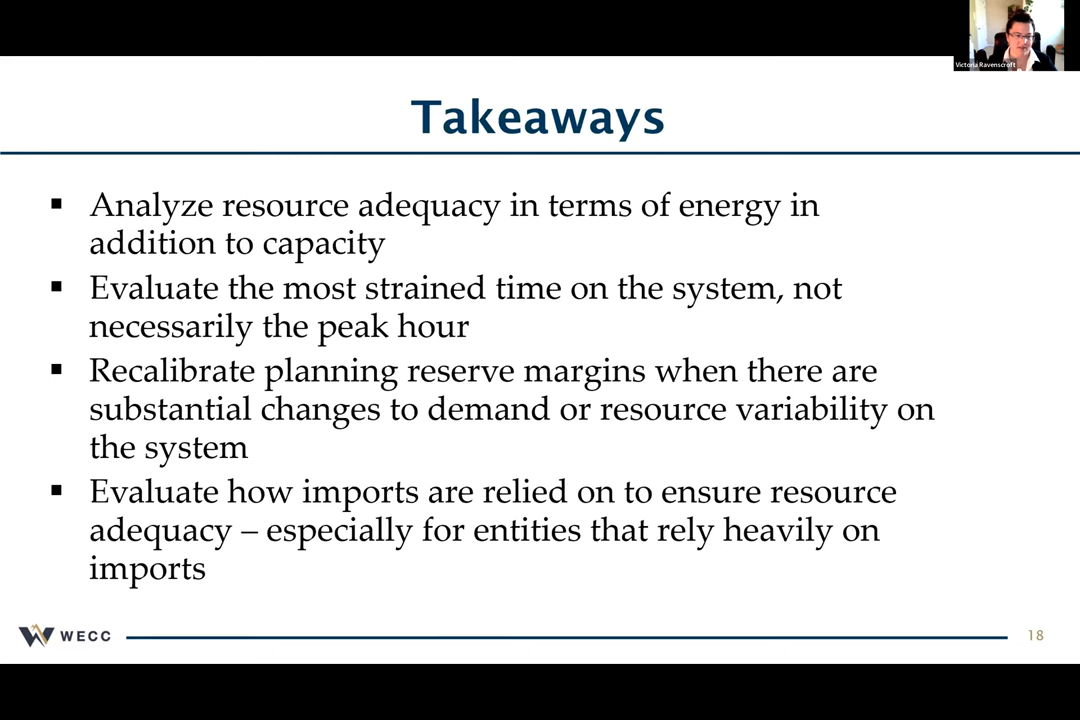 Victoria Ravenscroft
Takeaways
▪ Analyze resource adequacy in terms of energy in
addition to capacity
▪ Evaluate the most strained time on the system, not
necessarily the peak hour
▪ Recalibrate planning reserve margins when there are
substantial changes to demand or resource variability on
the system
▪ Evaluate how imports are relied on to ensure resource
adequacy – especially for entities that rely heavily on
imports
WECC
18